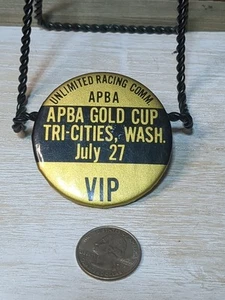 UNLIMITED RACING COMM.
APBA
APBA GOLD CUP
TRI-CITIES, WASH.
July 27
VIP